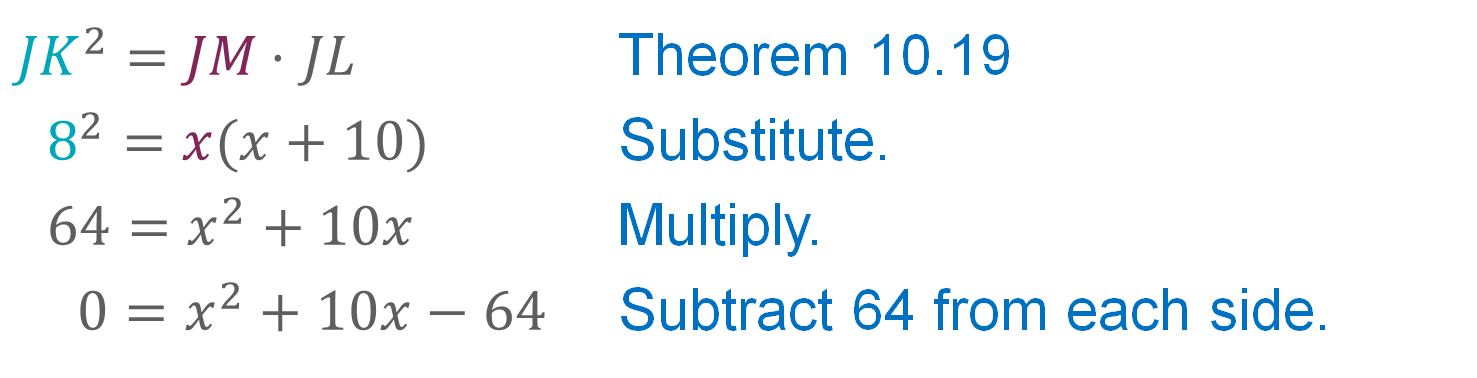 JK² = JM · JL Theorem 10.19
8² = x(x + 10) Substitute.
64 = x² + 10x Multiply.
0 = x² + 10x − 64 Subtract 64 from each side.